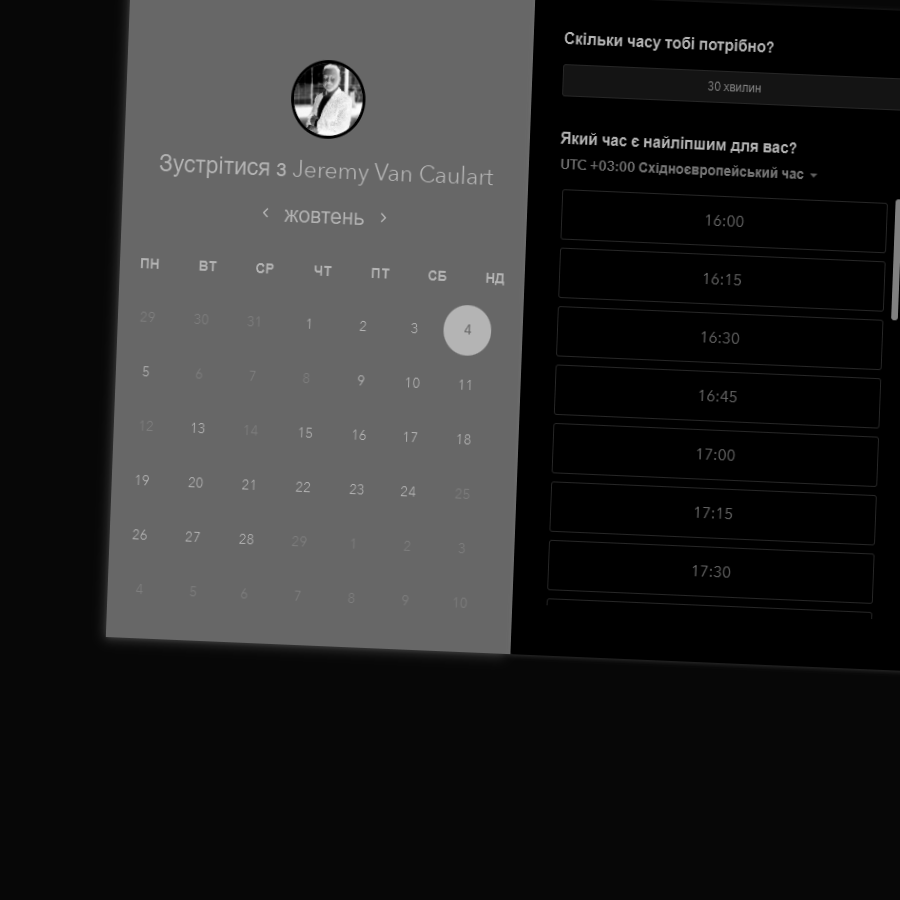 Зустрітися з Jeremy Van Caulart
жовтень
ПН ВТ СР ЧТ ПТ СБ НД
29 30 31 1 2 3 4
5 6 7 8 9 10 11
12 13 14 15 16 17 18
19 20 21 22 23 24 25
26 27 28 29 1 2 3
4 5 6 7 8 9 10
Скільки часу тобі потрібно?
30 хвилин
Який час є найліпшим для вас?
UTC +03:00 Східноєвропейський час
16:00
16:15
16:30
16:45
17:00
17:15
17:30